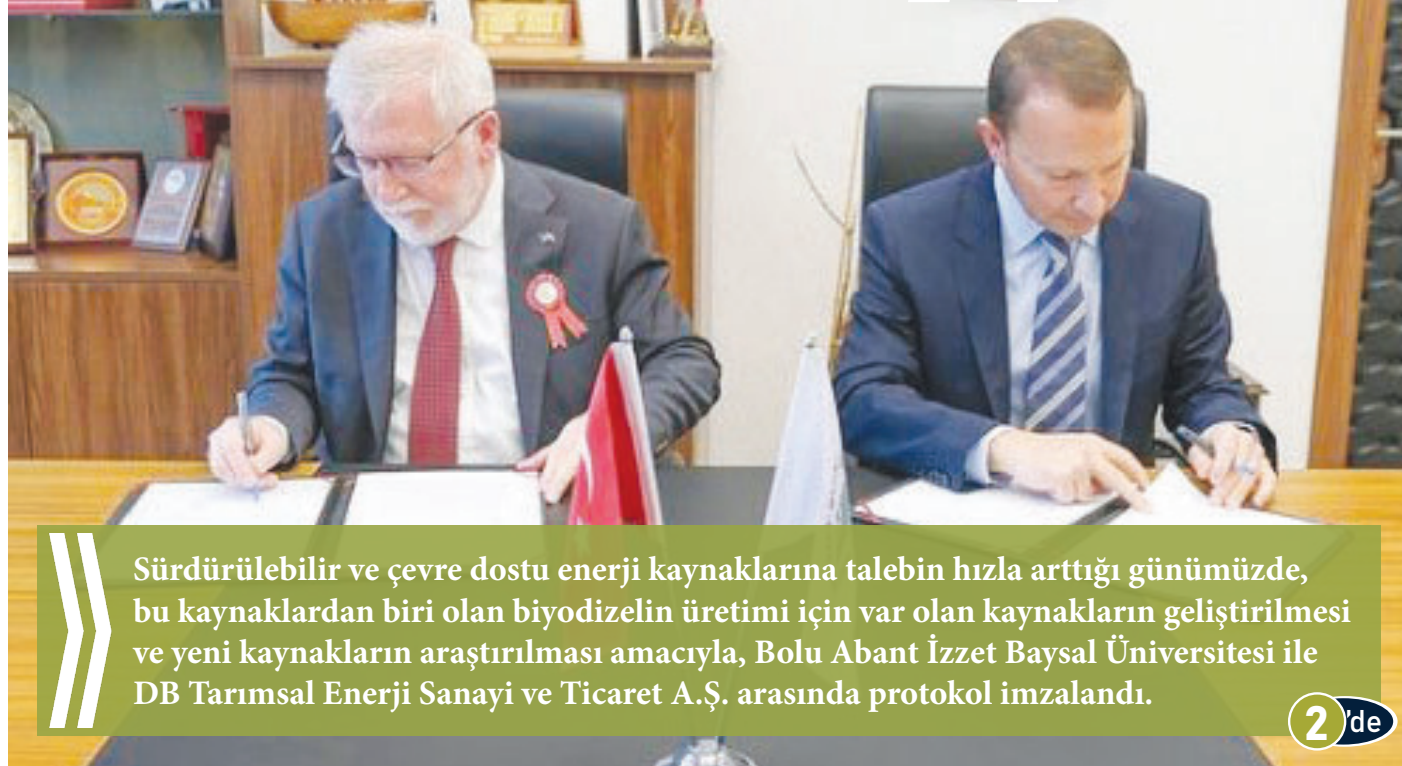 Sürdürülebilir ve çevre dostu enerji kaynaklarına talebin hızla arttığı günümüzde,
bu kaynaklardan biri olan biyodizelin üretimi için var olan kaynakların geliştirilmesi
ve yeni kaynakların araştırılması amacıyla, Bolu Abant İzzet Baysal Üniversitesi ile
DB Tarımsal Enerji Sanayi ve Ticaret A.Ş. arasında protokol imzalandı.
2'de